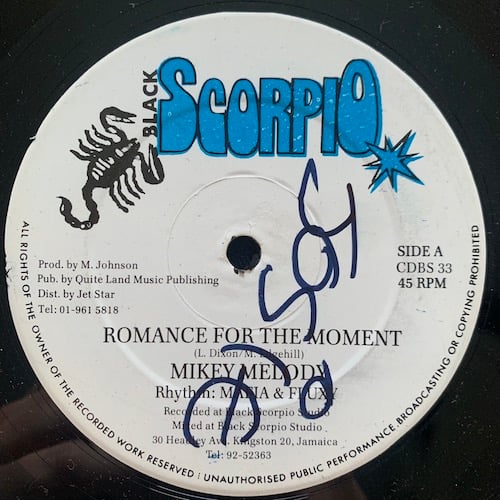 BLACK
SCORPIO
SIDE A
CDBS 33
45 RPM
Prod. by M. Johnson
Pub. by Quite Land Music Publishing
Dist. by Jet Star
Tel: 01-961 5818
ROMANCE FOR THE MOMENT
(L. Dixon/M. Edgehill)
MIKEY MELODY
Rhythm: MAFIA & FLUXY
Recorded at Black Scorpio Studio
Mixed at Black Scorpio Studio
30 Headley Ave. Kingston 20, Jamaica
Tel: 92-52363
ALL RIGHTS OF THE OWNER OF THE RECORDED WORK RESERVED : UNAUTHORISED PUBLIC PERFORMANCE, BROADCASTING OR COPYING PROHIBITED